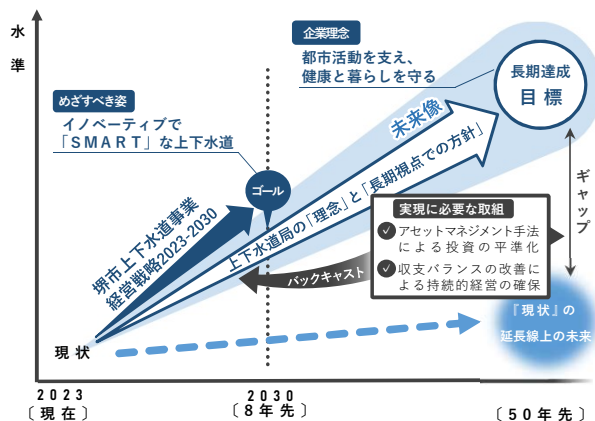 水
準
企業理念
都市活動を支え、
健康と暮らしを守る
長期達成
目標
めざすべき姿
イノベーティブで
「SMART」な上下水道
未来像
ゴール
堺市上下水道事業
経営戦略2023-2030
上下水道局の「理念」と「長期視点での方針」
ギャップ
実現に必要な取組
アセットマネジメント手法
による投資の平準化
収支バランスの改善に
よる持続的経営の確保
バックキャスト
『現状』の
延長線上の未来
現状
2023
〔現在〕
2030
〔8年先〕
〔50年先〕